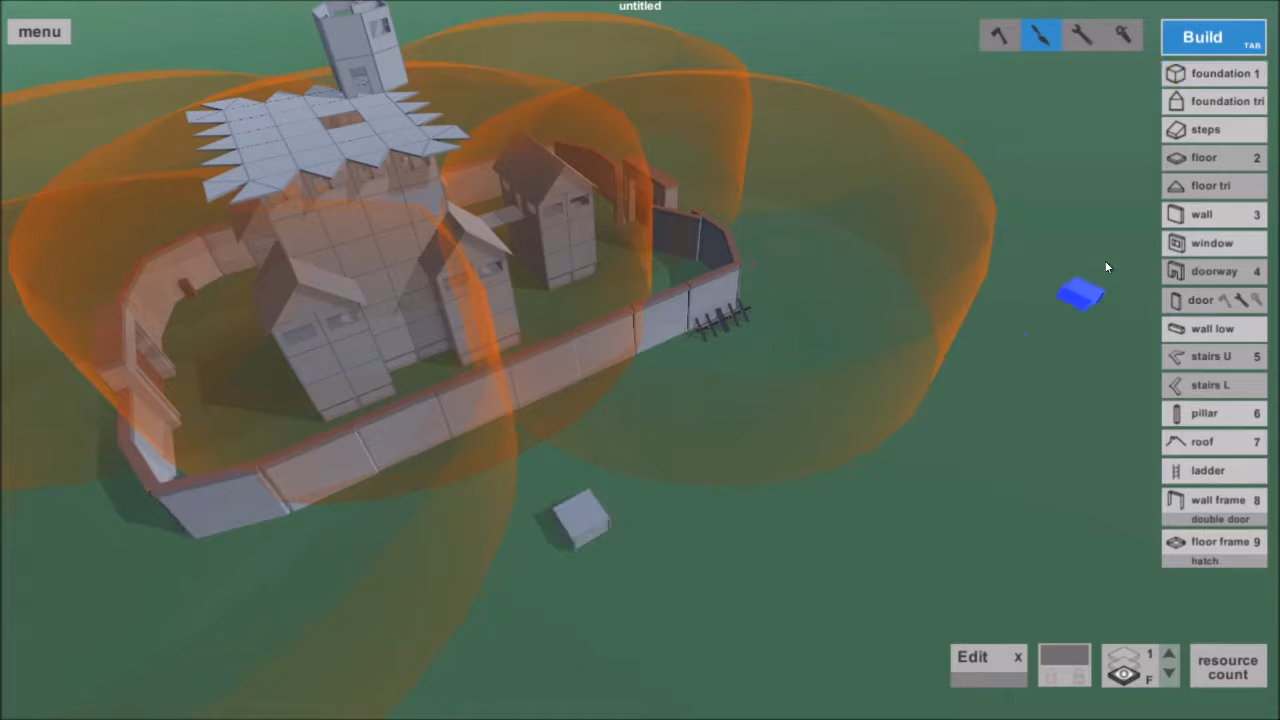 untitled
menu
Build
TAB
foundation 1
foundation tri
steps
floor 2
floor tri
wall 3
window
doorway 4
door
wall low
stairs U 5
stairs L
pillar 6
roof 7
ladder
wall frame 8
double door
floor frame 9
hatch
Edit X
1
F
resource
count